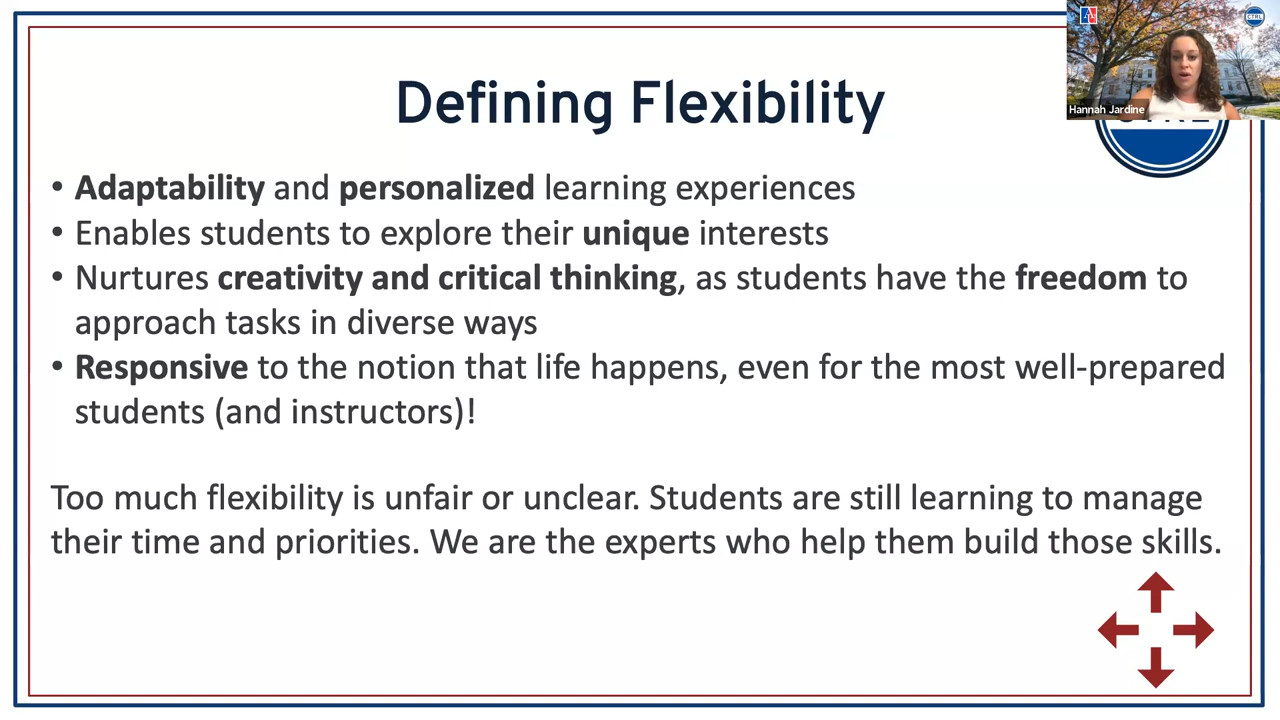 Defining Flexibility
Hannah Jardine
CTRL
• Adaptability and personalized learning experiences
• Enables students to explore their unique interests
• Nurtures creativity and critical thinking, as students have the freedom to
approach tasks in diverse ways
• Responsive to the notion that life happens, even for the most well-prepared
students (and instructors)!
Too much flexibility is unfair or unclear. Students are still learning to manage
their time and priorities. We are the experts who help them build those skills.